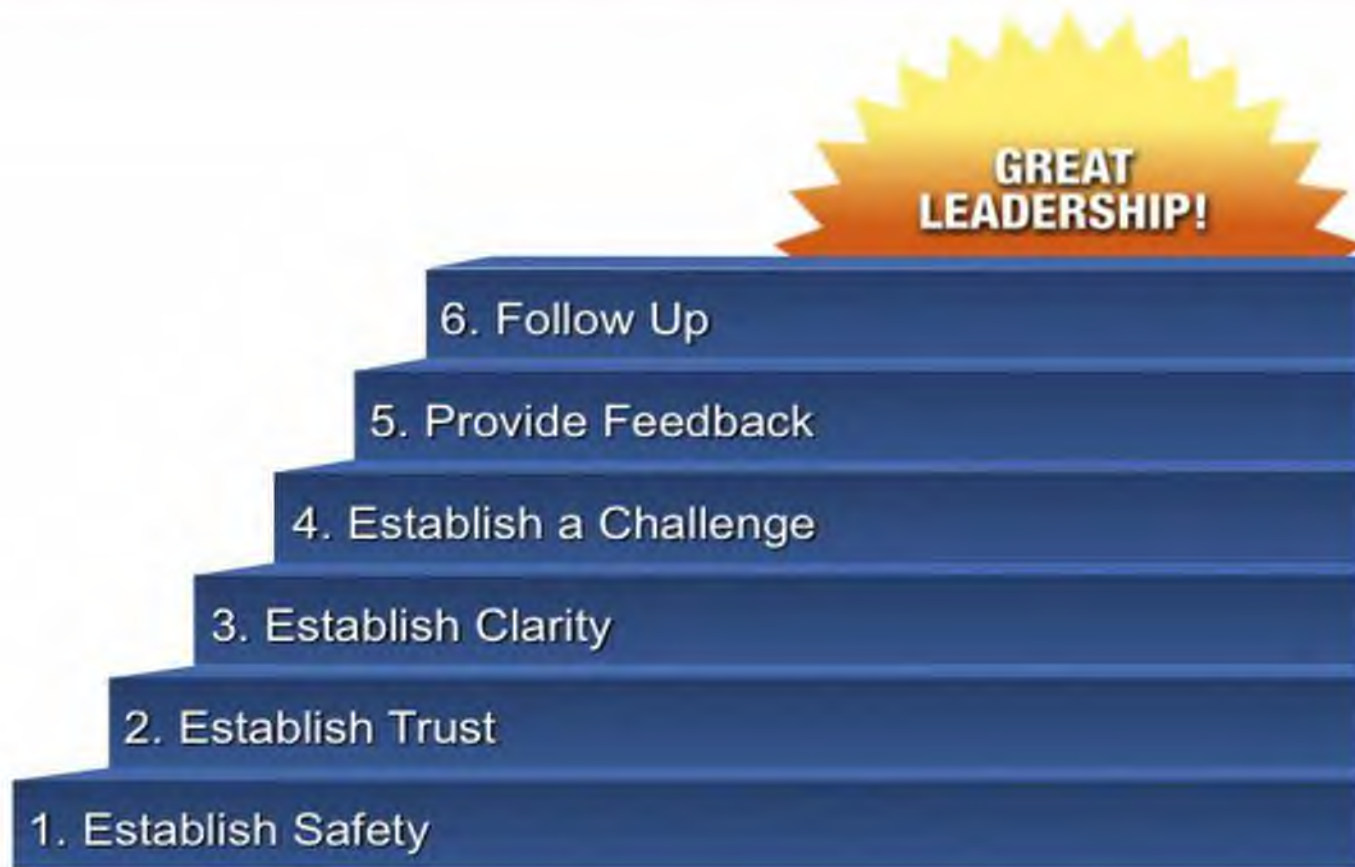 GREAT
LEADERSHIP!
6. Follow Up
5. Provide Feedback
4. Establish a Challenge
3. Establish Clarity
2. Establish Trust
1. Establish Safety